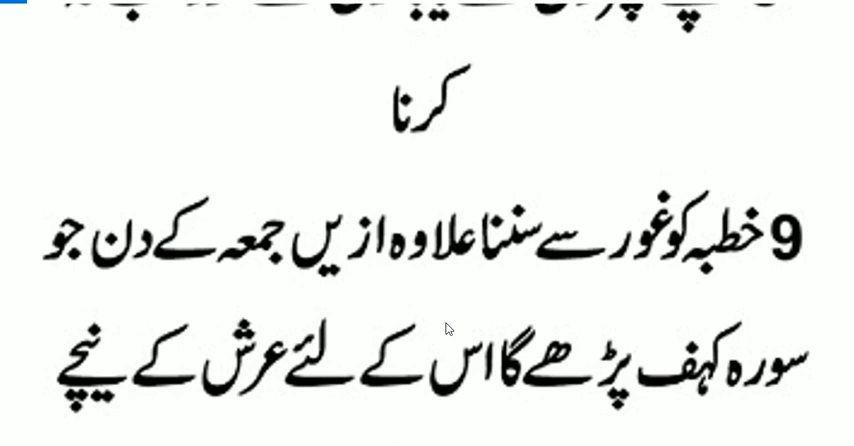 کرنا
9 خطبہ کو غور سے سننا علاوہ ازیں جمعہ کے دن جو
سورہ کہف پڑھے گا اس کے لئے عرش کے نیچے